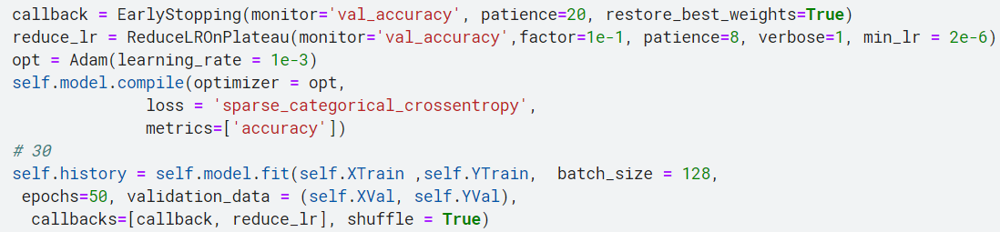 callback = EarlyStopping(monitor='val_accuracy', patience=20, restore_best_weights=True)
reduce_lr = ReduceLROnPlateau(monitor='val_accuracy',factor=1e-1, patience=8, verbose=1, min_lr = 2e-6)
opt = Adam(learning_rate = 1e-3)
self.model.compile(optimizer = opt,
              loss = 'sparse_categorical_crossentropy',
              metrics=['accuracy'])
# 30
self.history = self.model.fit(self.XTrain ,self.YTrain,  batch_size = 128,
 epochs=50, validation_data = (self.XVal, self.YVal),
  callbacks=[callback, reduce_lr], shuffle = True)